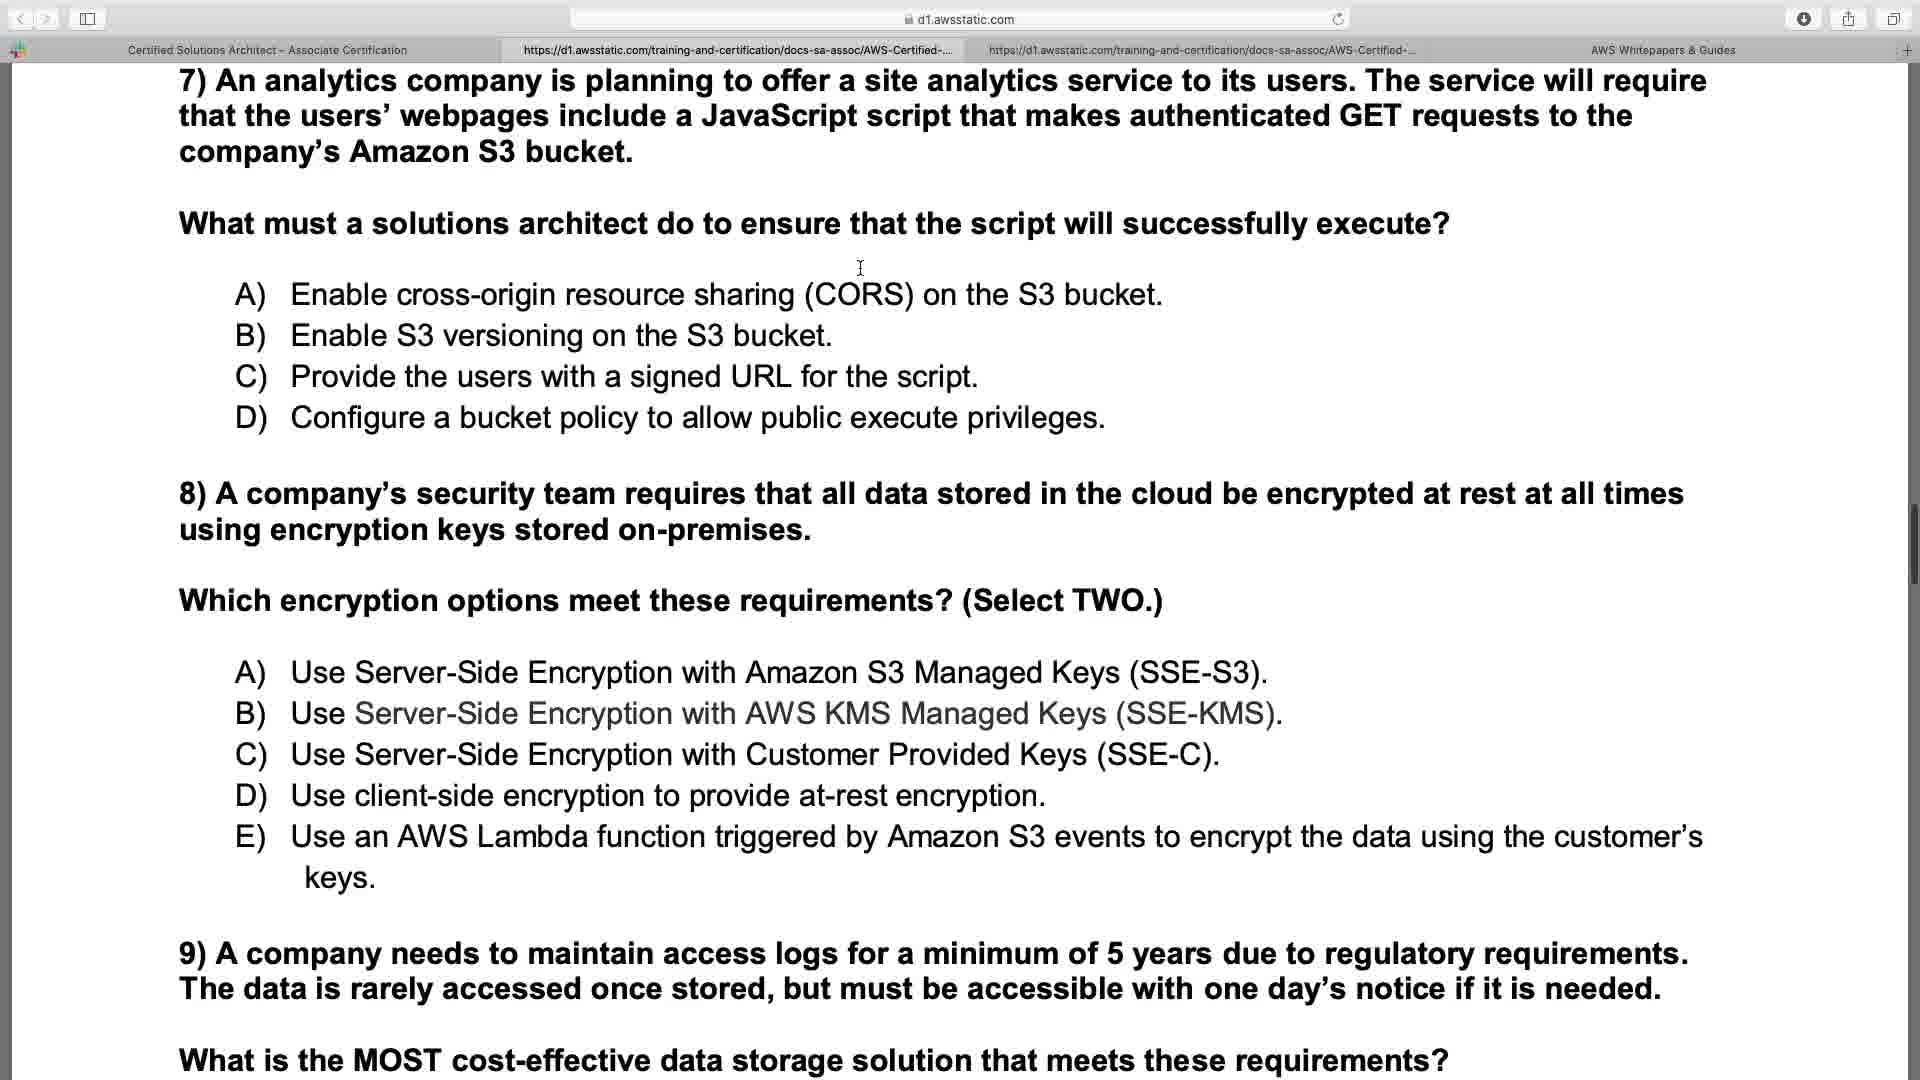 d1.awsstatic.com
Certified Solutions Architect – Associate Certification
https://d1.awsstatic.com/training-and-certification/docs-sa-assoc/AWS-Certified-...
https://d1.awsstatic.com/training-and-certification/docs-sa-assoc/AWS-Certified-...
AWS Whitepapers & Guides
7) An analytics company is planning to offer a site analytics service to its users. The service will require
that the users’ webpages include a JavaScript script that makes authenticated GET requests to the
company’s Amazon S3 bucket.
What must a solutions architect do to ensure that the script will successfully execute?
A) Enable cross-origin resource sharing (CORS) on the S3 bucket.
B) Enable S3 versioning on the S3 bucket.
C) Provide the users with a signed URL for the script.
D) Configure a bucket policy to allow public execute privileges.
8) A company’s security team requires that all data stored in the cloud be encrypted at rest at all times
using encryption keys stored on-premises.
Which encryption options meet these requirements? (Select TWO.)
A) Use Server-Side Encryption with Amazon S3 Managed Keys (SSE-S3).
B) Use Server-Side Encryption with AWS KMS Managed Keys (SSE-KMS).
C) Use Server-Side Encryption with Customer Provided Keys (SSE-C).
D) Use client-side encryption to provide at-rest encryption.
E) Use an AWS Lambda function triggered by Amazon S3 events to encrypt the data using the customer’s
keys.
9) A company needs to maintain access logs for a minimum of 5 years due to regulatory requirements.
The data is rarely accessed once stored, but must be accessible with one day’s notice if it is needed.
What is the MOST cost-effective data storage solution that meets these requirements?